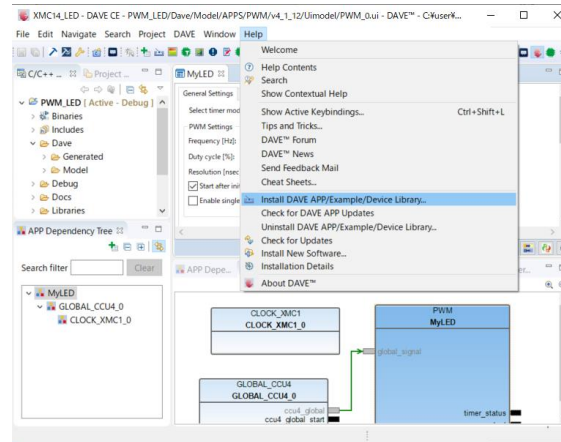 XMC14_LED - DAVE CE - PWM_LED/Dave/Model/APPS/PWM/v4_1_12/Uimodel/PWM_0.ui - DAVE™ - C:¥user¥...
File Edit Navigate Search Project DAVE Window Help
C/C++ ...
Project ...
PWM_LED [ Active - Debug ]
Binaries
Includes
Dave
Generated
Model
Debug
Docs
Libraries
MyLED
General Settings
Select timer mod
PWM Settings
Frequency [Hz]:
Duty cycle [%]:
Resolution [nsec
Start after ini
Enable single
Welcome
Help Contents
Search
Show Contextual Help
Show Active Keybindings... Ctrl+Shift+L
Tips and Tricks...
DAVE™ Forum
DAVE™ News
Send Feedback Mail
Cheat Sheets...
Install DAVE APP/Example/Device Library...
Check for DAVE APP Updates
Uninstall DAVE APP/Example/Device Library...
Check for Updates
Install New Software...
Installation Details
About DAVE™
APP Dependency Tree
Search filter
Clear
MyLED
GLOBAL_CCU4_0
CLOCK_XMC1_0
APP Depe...
er...
CLOCK_XMC1
CLOCK_XMC1_0
PWM
MyLED
global_signal
timer_status
GLOBAL_CCU4
GLOBAL_CCU4_0
ccu4_global
ccu4_global_start